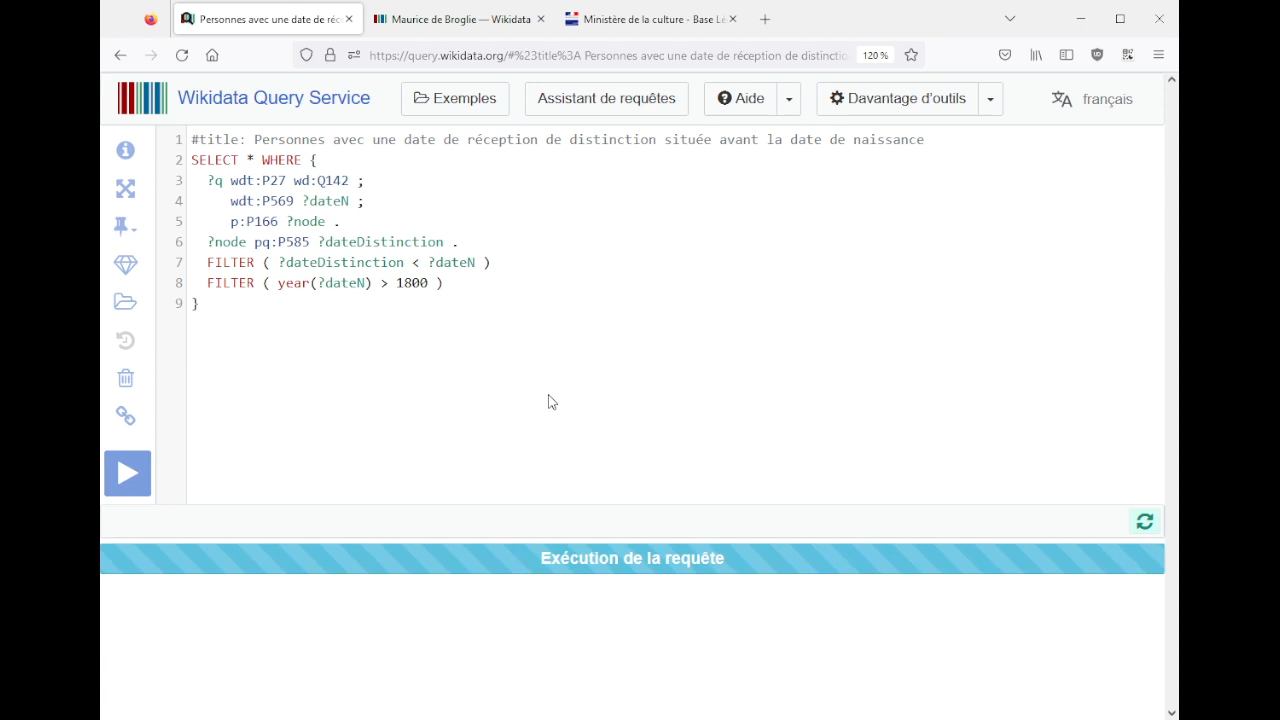 Personnes avec une date de réc
Maurice de Broglie — Wikidata
Ministère de la culture - Base Lé
https://query.wikidata.org/#%23title%3A Personnes avec une date de réception de distinctio
120 %
Wikidata Query Service
Exemples
Assistant de requêtes
Aide
Davantage d'outils
français
1 #title: Personnes avec une date de réception de distinction située avant la date de naissance
2 SELECT * WHERE {
3 ?q wdt:P27 wd:Q142 ;
4 wdt:P569 ?dateN ;
5 p:P166 ?node .
6 ?node pq:P585 ?dateDistinction .
7 FILTER ( ?dateDistinction < ?dateN )
8 FILTER ( year(?dateN) > 1800 )
9 }
Exécution de la requête